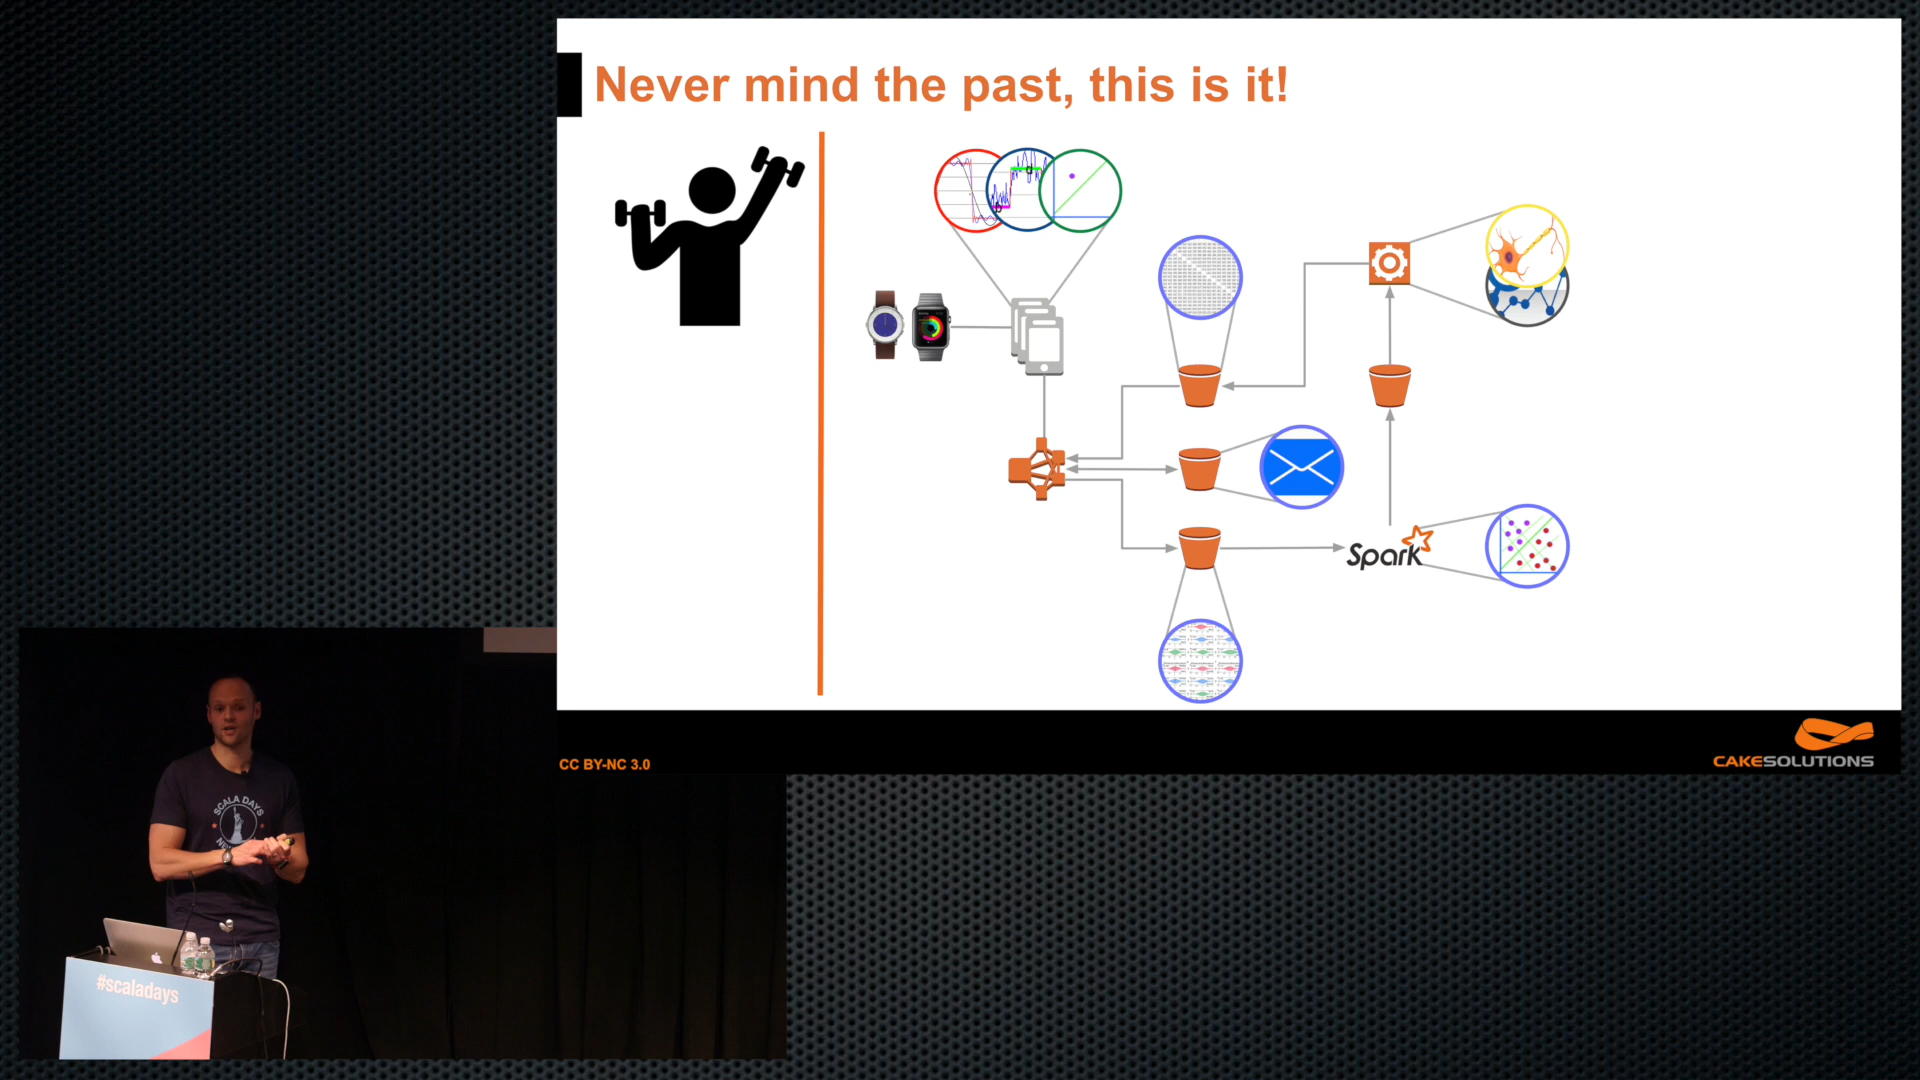 Never mind the past, this is it!
Spark
CC BY-NC 3.0
CAKESOLUTIONS
SCALA DAYS
#scaladays